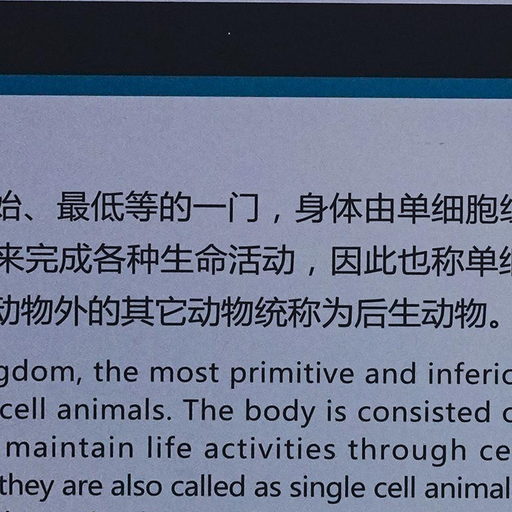 始、最低等的一门，身体由单细胞
来完成各种生命活动，因此也称单
动物外的其它动物统称为后生动物。
gdom, the most primitive and inferio
cell animals. The body is consisted
maintain life activities through ce
they are also called as single cell animal